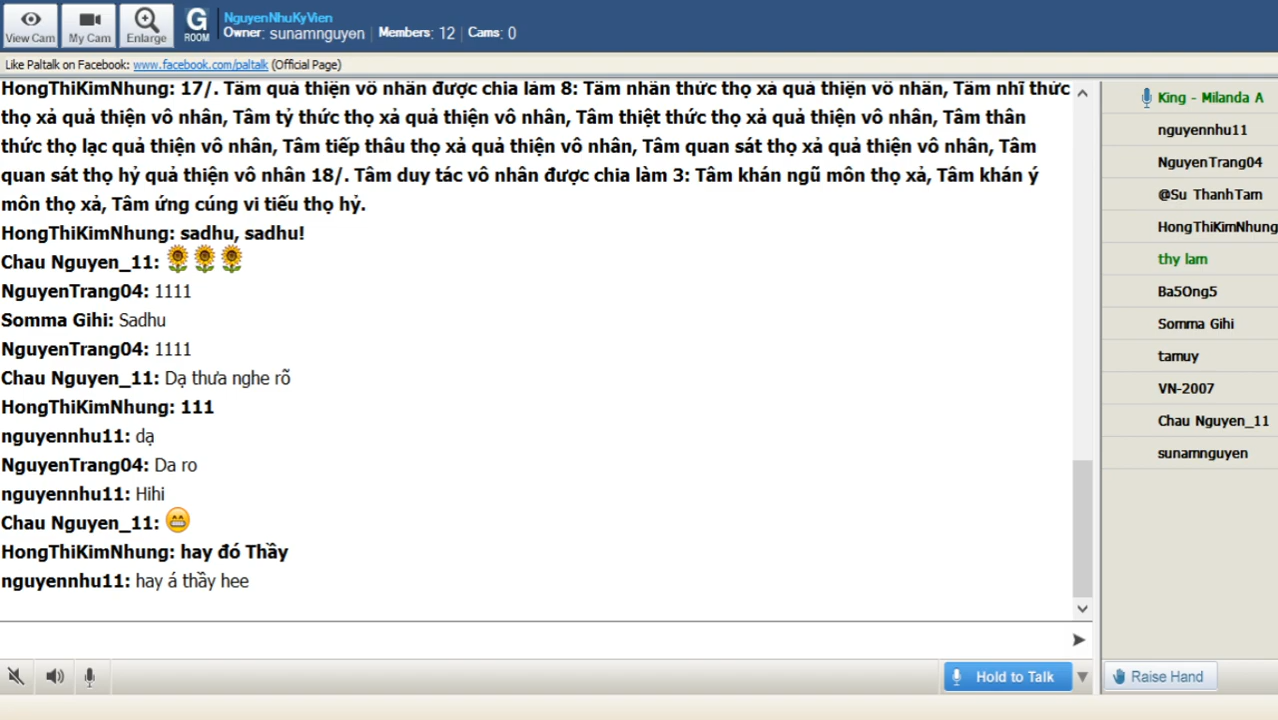 View Cam
My Cam
Enlarge
G
ROOM
NguyenNhuKyVien
Owner: sunamnguyen | Members: 12 | Cams: 0
Like Paltalk on Facebook: www.facebook.com/paltalk (Official Page)
HongThiKimNhung: 17/. Tâm quả thiện vô nhân được chia làm 8: Tâm nhãn thức thọ xả quả thiện vô nhân, Tâm nhĩ thức
thọ xả quả thiện vô nhân, Tâm tỷ thức thọ xả quả thiện vô nhân, Tâm thiệt thức thọ xả quả thiện vô nhân, Tâm thân
thức thọ lạc quả thiện vô nhân, Tâm tiếp thâu thọ xả quả thiện vô nhân, Tâm quan sát thọ xả quả thiện vô nhân, Tâm
quan sát thọ hỷ quả thiện vô nhân 18/. Tâm duy tác vô nhân được chia làm 3: Tâm khán ngũ môn thọ xả, Tâm khán ý
môn thọ xả, Tâm ứng cúng vi tiếu thọ hỷ.
HongThiKimNhung: sadhu, sadhu!
Chau Nguyen_11:
NguyenTrang04: 1111
Somma Gihi: Sadhu
NguyenTrang04: 1111
Chau Nguyen_11: Dạ thưa nghe rõ
HongThiKimNhung: 111
nguyennhu11: dạ
NguyenTrang04: Da ro
nguyennhu11: Hihi
Chau Nguyen_11:
HongThiKimNhung: hay đó Thầy
nguyennhu11: hay á thầy hee
King - Milanda A
nguyennhu11
NguyenTrang04
@Su ThanhTam
HongThiKimNhung
thy lam
Ba5Ong5
Somma Gihi
tamuy
VN-2007
Chau Nguyen_11
sunamnguyen
Hold to Talk
Raise Hand